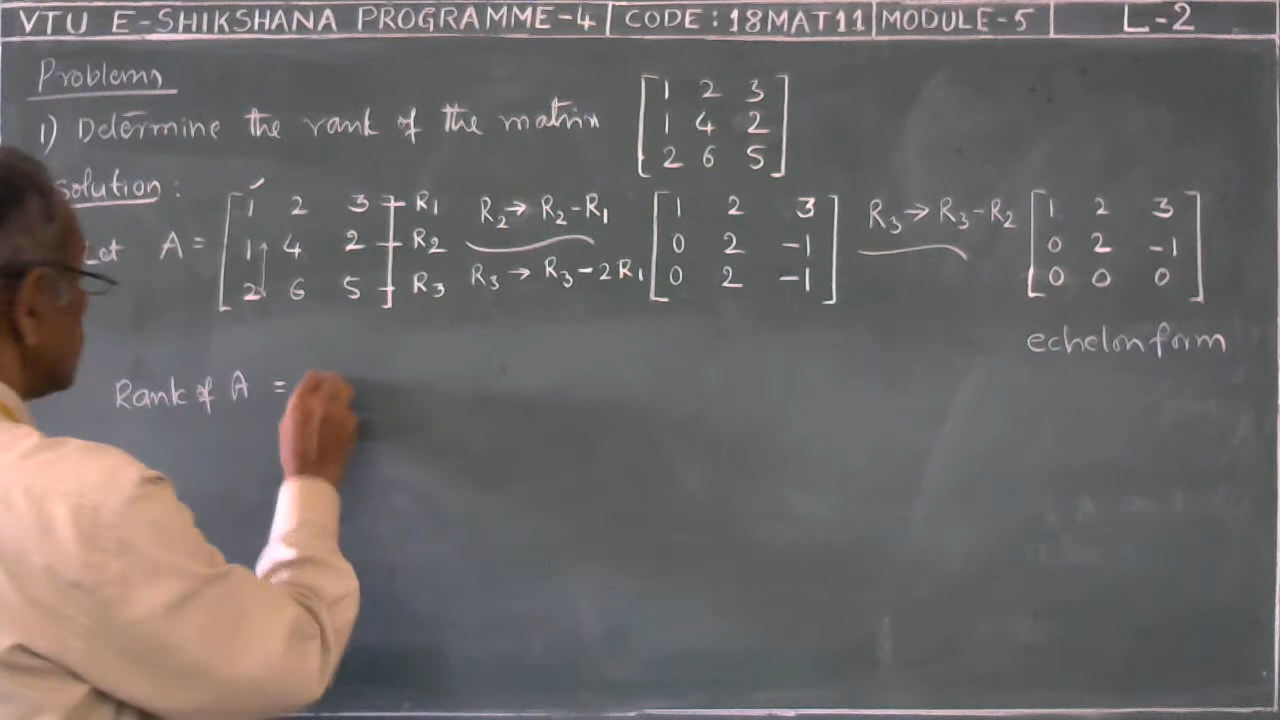 VTU E-SHIKSHANA PROGRAMME-4 | CODE: 18MAT11 | MODULE-5 | L-2
Problems
1) Determine the rank of the matrix [1 2 3
1 4 2
2 6 5]
Solution:
Let A = [1 2 3
1 4 2
2 6 5] R1
R2
R3
R2 → R2-R1
R3 → R3-2R1
[1 2 3
0 2 -1
0 2 -1]
R3 → R3-R2
[1 2 3
0 2 -1
0 0 0]
echelon form
Rank of A =